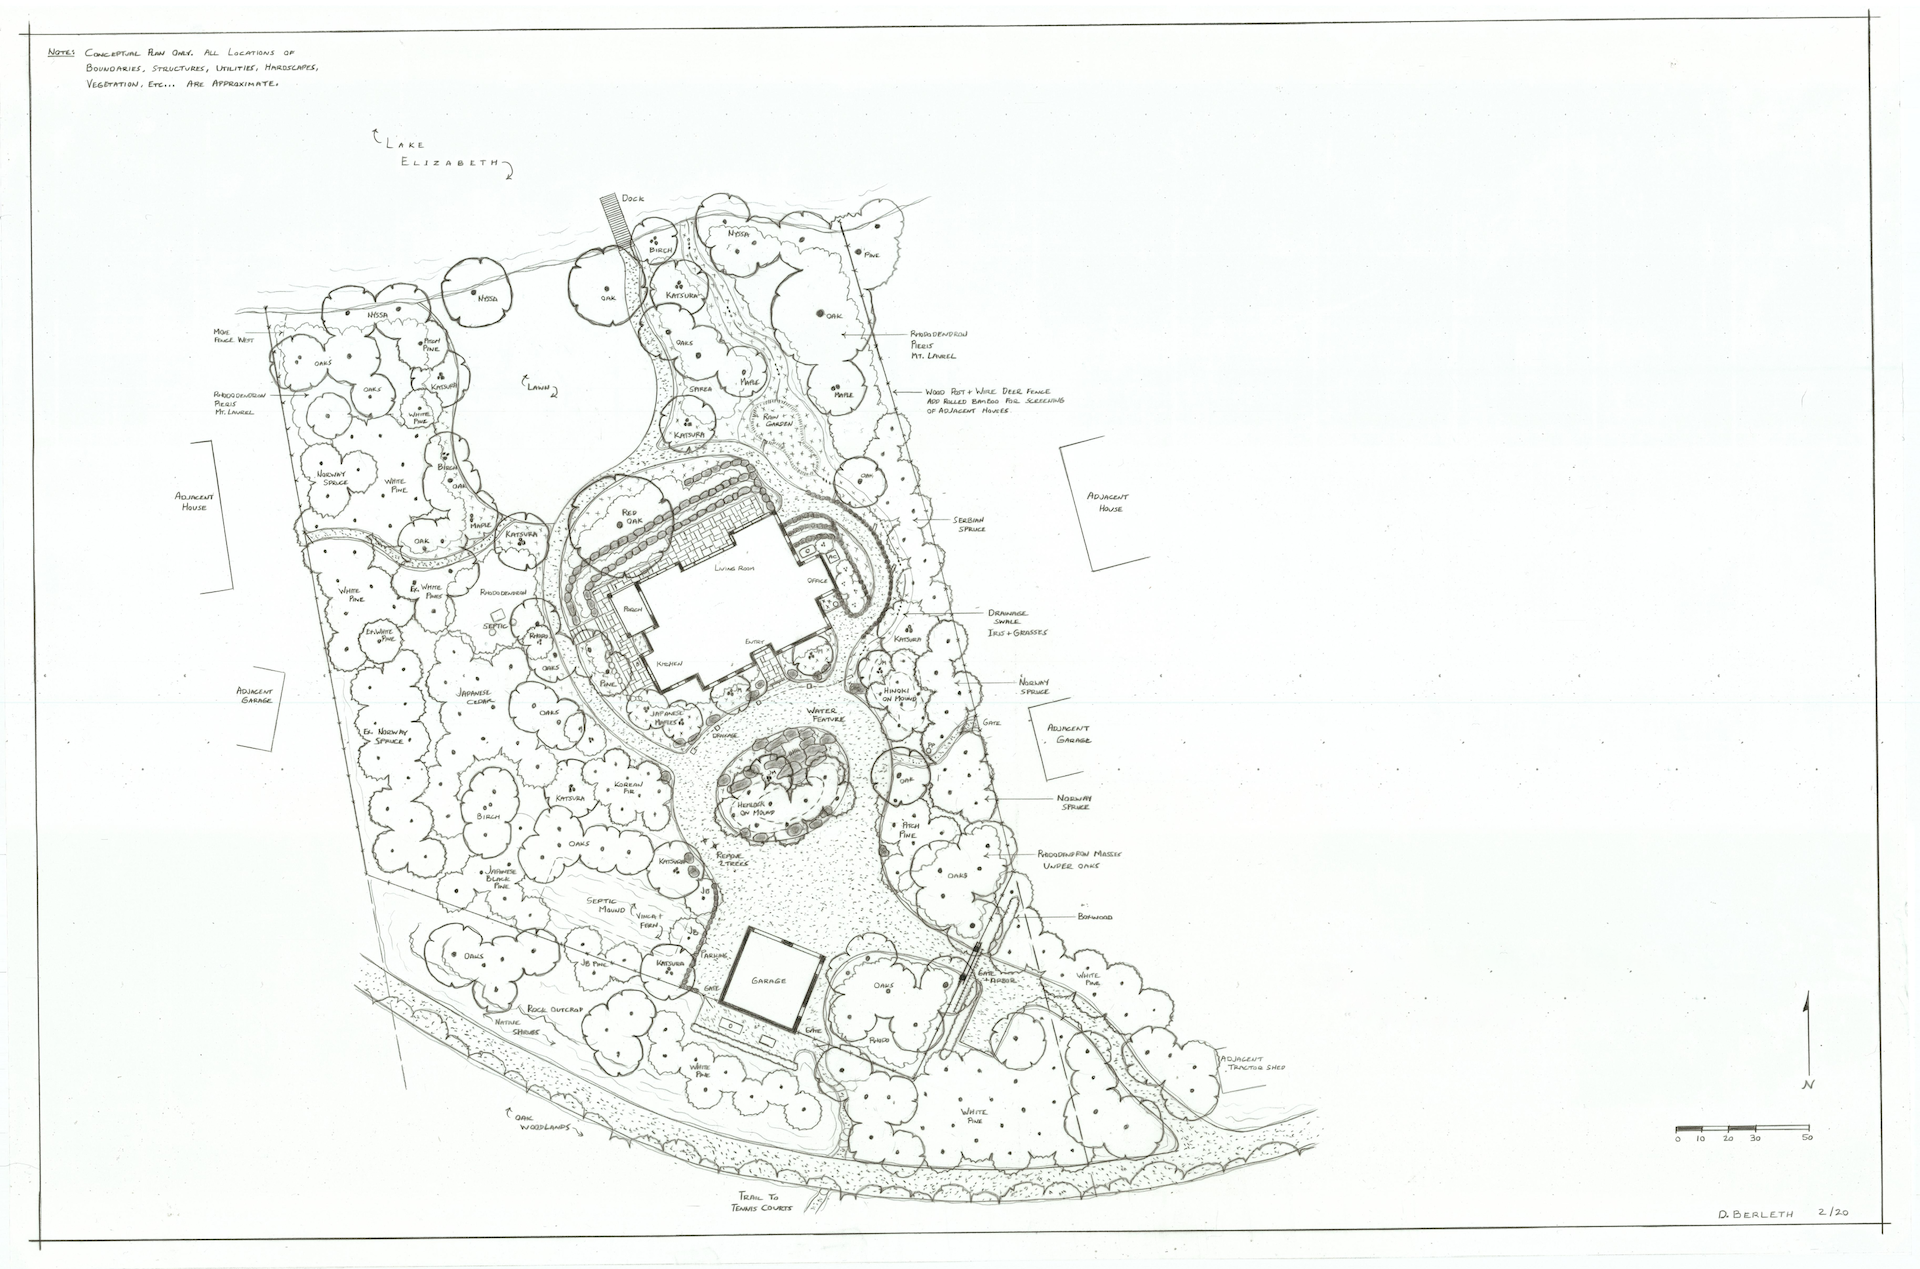 NOTE: CONCEPTUAL PLAN ONLY. ALL LOCATIONS OF
BOUNDARIES, STRUCTURES, UTILITIES, HARDSCAPES,
VEGETATION, ETC... ARE APPROXIMATE.
LAKE
ELIZABETH
DOCK
BIRCH
NYSSA
PINE
NYSSA
OAK
KATSURA
NYSSA
OAK
MOVE
FENCE WEST
PITCH
PINE
OAKS
OAKS
RHODODENDRON
PIERIS
MT. LAUREL
OAKS
KATSURA
MAPLE
LAWN
SPIREA
MAPLE
RHODODENDRON
PIERIS
MT. LAUREL
WHITE
PINE
WOOD POST + WIRE DEER FENCE
ADD ROLLED BAMBOO FOR SCREENING
OF ADJACENT HOUSES.
RAIN
GARDEN
KATSURA
BIRCH
OAK
NORWAY
SPRUCE
WHITE
PINE
OAK
ADJACENT
HOUSE
ADJACENT
HOUSE
RED
OAK
MAPLE
SERBIAN
SPRUCE
OAK
KATSURA
LIVING ROOM
AC
OFFICE
WHITE
PINE
EX. WHITE
PINES
RHODODENDRON
PORCH
DRAINAGE
SWALE
IRIS + GRASSES
SEPTIC
EX. WHITE
PINE
RHODO.
ENTRY
KATSURA
OAKS
KITCHEN
PINE
ADJACENT
GARAGE
JAPANESE
CEDAR
HINOKI
ON MOUND
NORWAY
SPRUCE
OAKS
JAPANESE
MAPLES
WATER
FEATURE
GATE
EX. NORWAY
SPRUCE
DRAINAGE
PP
ADJACENT
GARAGE
JM
OAK
KOREAN
FIR
KATSURA
HEMLOCK
ON MOUND
NORWAY
SPRUCE
BIRCH
PITCH
PINE
OAKS
REMOVE
2 TREES
KATSURA
RHODODENDRON MASSES
UNDER OAKS
JAPANESE
BLACK
PINE
OAKS
JB
SEPTIC
MOUND
VINCA +
FERN
BOXWOOD
JB
OAKS
JB PINE
KATSURA
PARKING
GARAGE
GATE
GATE
+ ARBOR
WHITE
PINE
OAKS
ROCK OUTCROP
NATIVE
SHRUBS
GATE
RHODO
WHITE
PINE
ADJACENT
TRACTOR SHED
OAK
WOODLANDS
WHITE
PINE
N
0 10 20 30 50
TRAIL TO
TENNIS COURTS
D. BERLETH 2/20